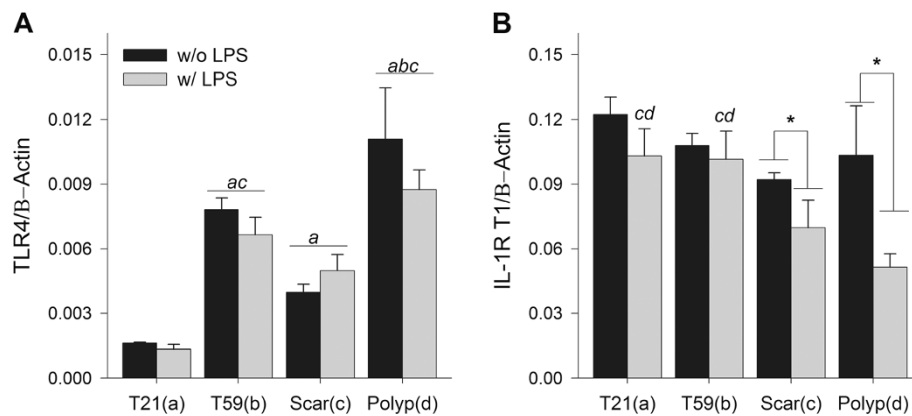 A
TLR4/B–Actin
0.015
0.012
0.009
0.006
0.003
0.000
w/o LPS
w/ LPS
ac
a
abc
T21(a) T59(b) Scar(c) Polyp(d)
B
IL-1R T1/B–Actin
0.15
0.12
0.09
0.06
0.03
0.00
cd
cd
*
*
T21(a) T59(b) Scar(c) Polyp(d)